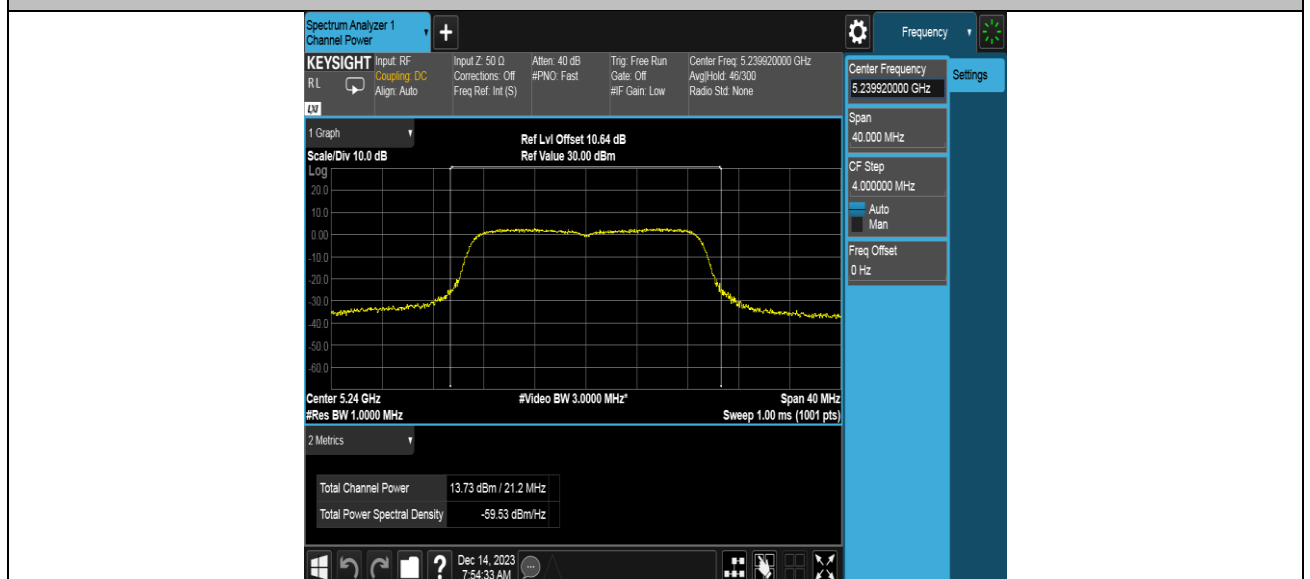 Spectrum Analyzer 1
Channel Power
+
Frequency
KEYSIGHT
RL
LXI
Input: RF
Coupling: DC
Align: Auto
Input Z: 50 Ω
Corrections: Off
Freq Ref: Int (S)
Atten: 40 dB
#PNO: Fast
Trig: Free Run
Gate: Off
#IF Gain: Low
Center Freq: 5.239920000 GHz
Avg|Hold: 46/300
Radio Std: None
Center Frequency
5.239920000 GHz
Settings
Span
40.000 MHz
CF Step
4.000000 MHz
Auto
Man
Freq Offset
0 Hz
1 Graph
Scale/Div 10.0 dB
Ref Lvl Offset 10.64 dB
Ref Value 30.00 dBm
Log
20.0
10.0
0.00
-10.0
-20.0
-30.0
-40.0
-50.0
-60.0
Center 5.24 GHz
#Video BW 3.0000 MHz*
Span 40 MHz
#Res BW 1.0000 MHz
Sweep 1.00 ms (1001 pts)
2 Metrics
Total Channel Power 13.73 dBm / 21.2 MHz
Total Power Spectral Density -59.53 dBm/Hz
?
Dec 14, 2023
7:54:33 AM